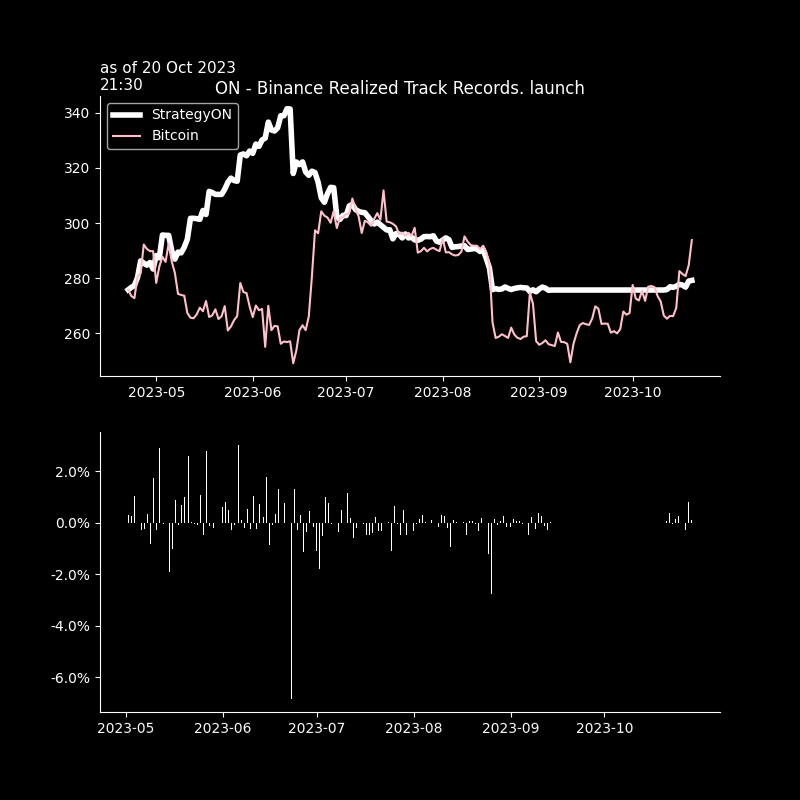 as of 20 Oct 2023
21:30
ON - Binance Realized Track Records. launch
StrategyON
Bitcoin
340
320
300
280
260
2023-05 2023-06 2023-07 2023-08 2023-09 2023-10
2.0%
0.0%
-2.0%
-4.0%
-6.0%
2023-05 2023-06 2023-07 2023-08 2023-09 2023-10